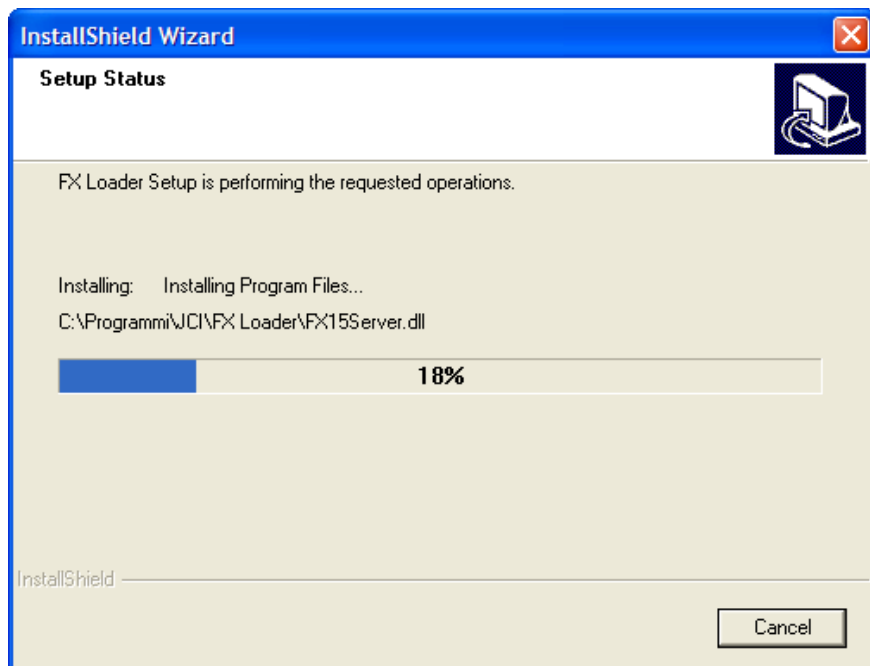 InstallShield Wizard
Setup Status
FX Loader Setup is performing the requested operations.
Installing: Installing Program Files...
C:\Programmi\JCI\FX Loader\FX15Server.dll
18%
InstallShield
Cancel